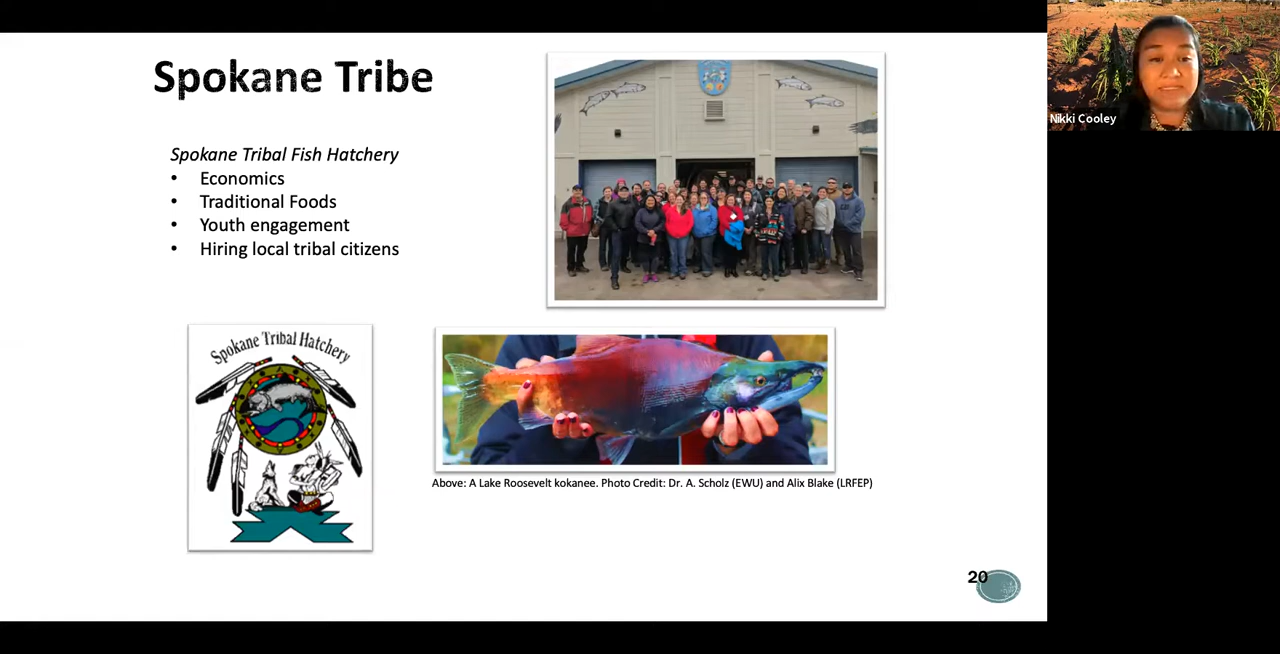 Spokane Tribe
Spokane Tribal Fish Hatchery
• Economics
• Traditional Foods
• Youth engagement
• Hiring local tribal citizens
Spokane Tribal Hatchery
Above: A Lake Roosevelt kokanee. Photo Credit: Dr. A. Scholz (EWU) and Alix Blake (LRFEP)
20
Nikki Cooley